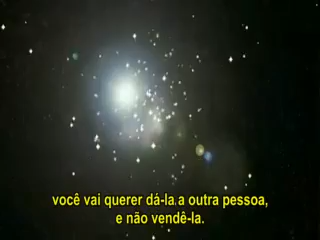 você vai querer dá-la a outra pessoa,
e não vendê-la.